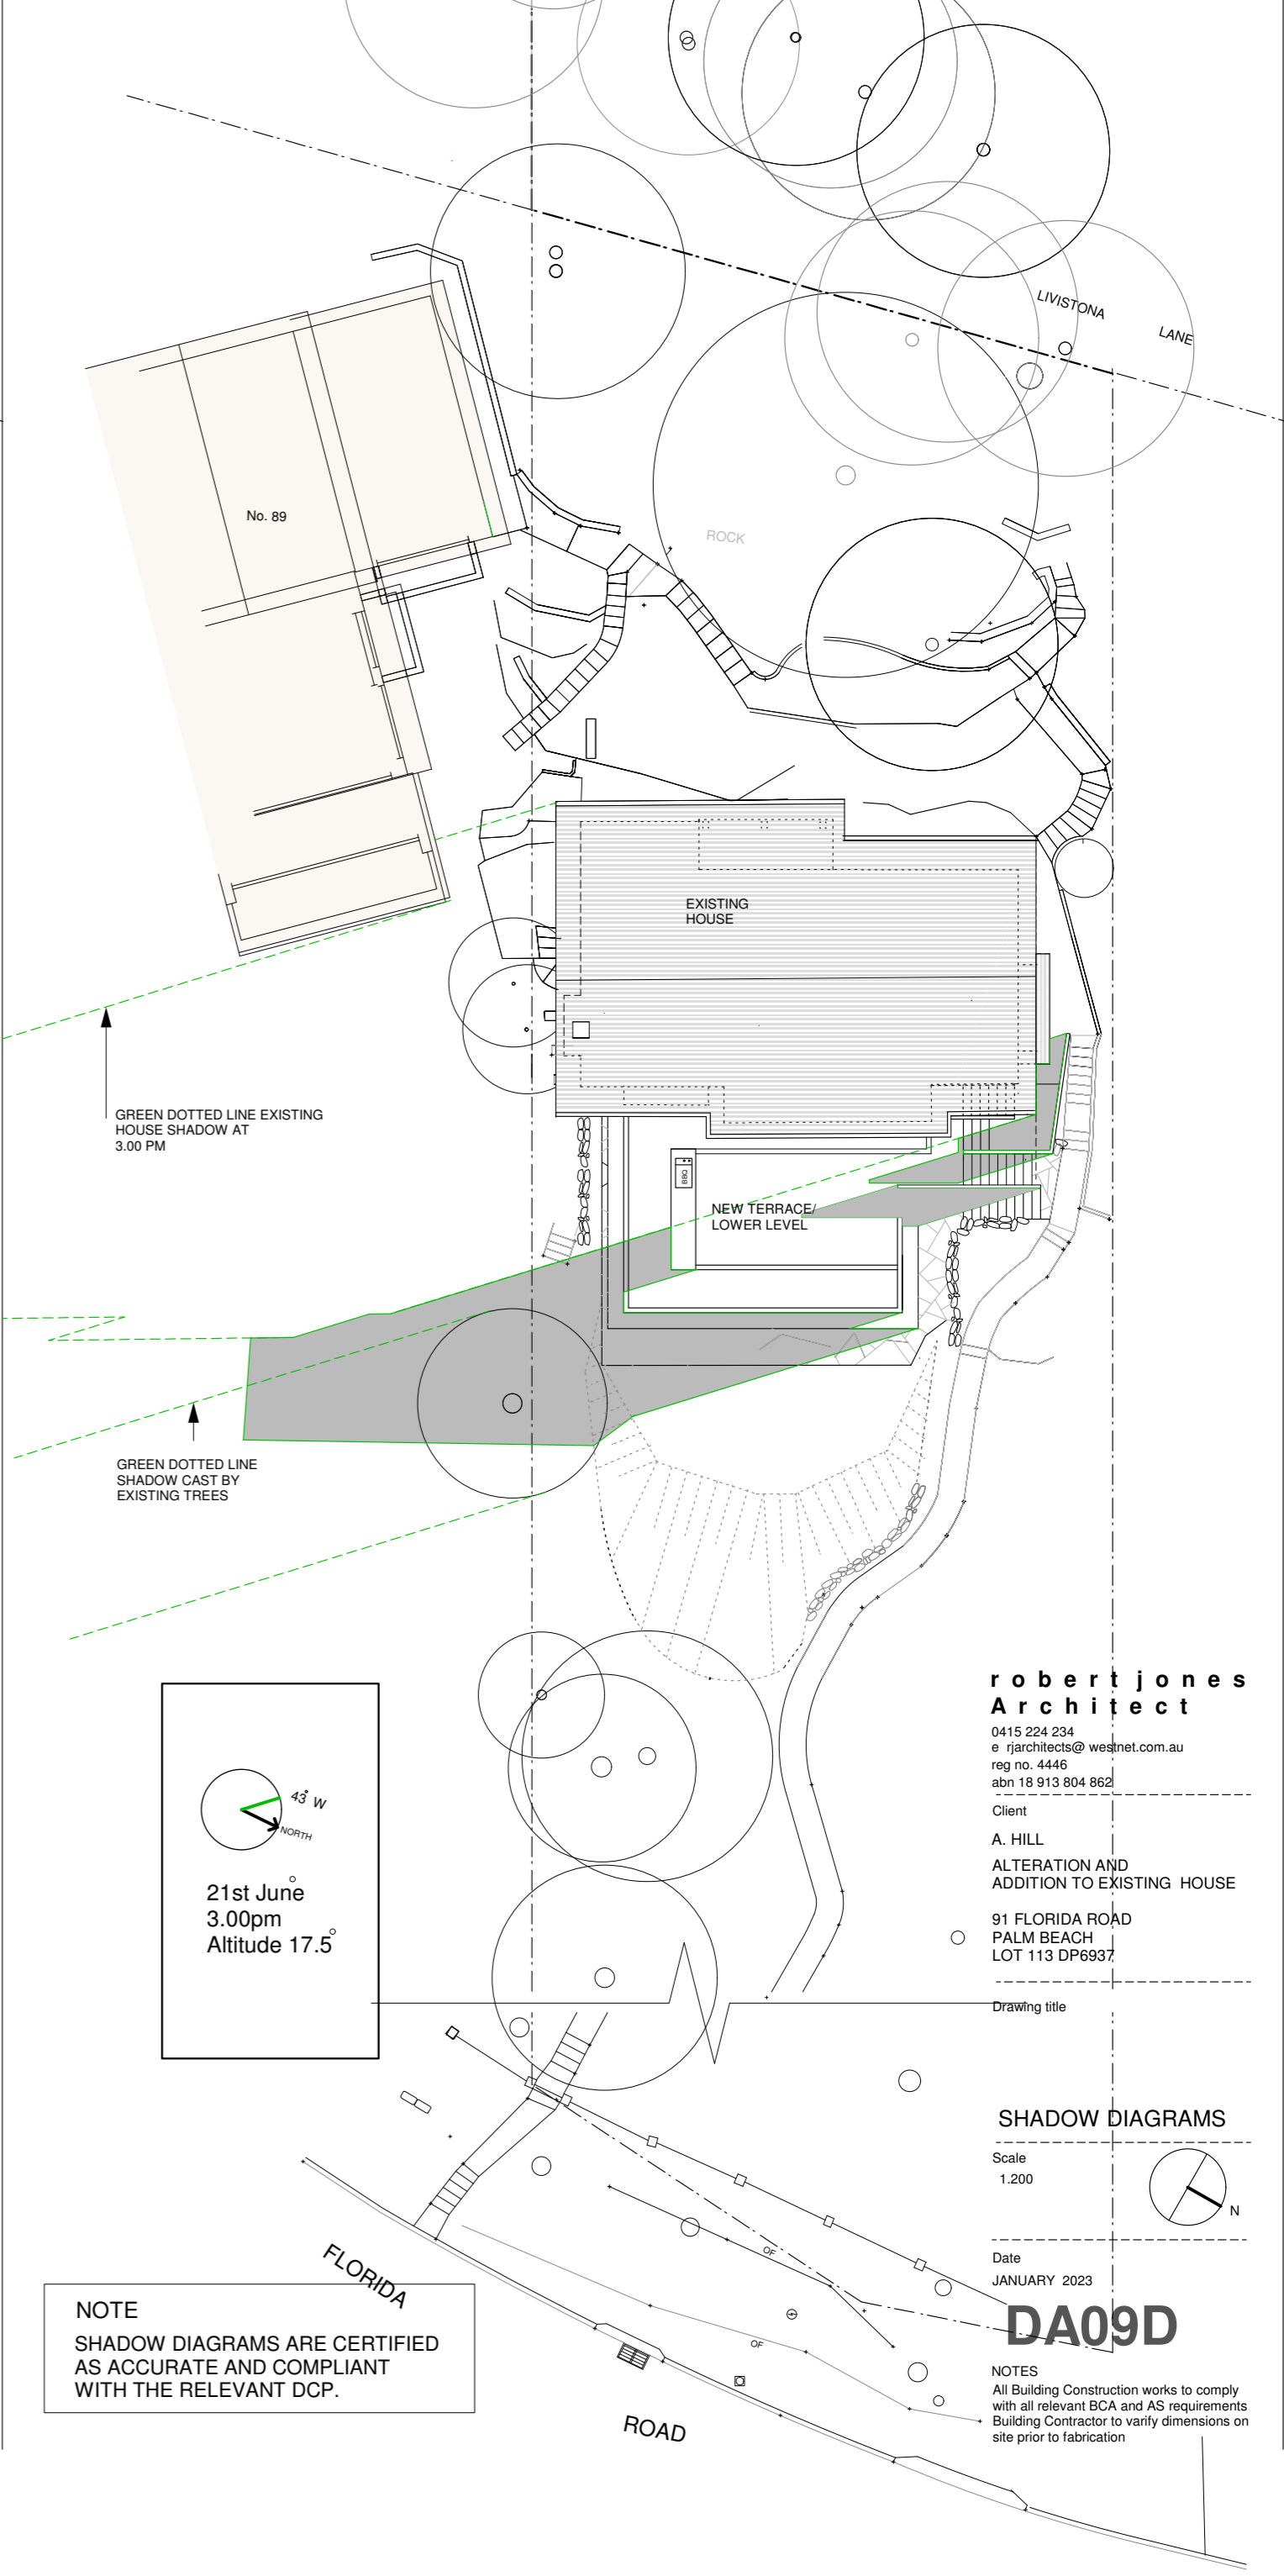 LIVISTONA
LANE
No. 89
ROCK
EXISTING
HOUSE
GREEN DOTTED LINE EXISTING
HOUSE SHADOW AT
3.00 PM
BBQ
NEW TERRACE/
LOWER LEVEL
GREEN DOTTED LINE
SHADOW CAST BY
EXISTING TREES
43° W
NORTH
21st June
3.00pm
Altitude 17.5°
robert jones
Architect
0415 224 234
e rjarchitects@ westnet.com.au
reg no. 4446
abn 18 913 804 862
Client
A. HILL
ALTERATION AND
ADDITION TO EXISTING HOUSE
91 FLORIDA ROAD
PALM BEACH
LOT 113 DP6937
Drawing title
SHADOW DIAGRAMS
Scale
1.200
N
Date
JANUARY 2023
DA09D
NOTES
All Building Construction works to comply
with all relevant BCA and AS requirements
Building Contractor to varify dimensions on
site prior to fabrication
OF
OF
FLORIDA
ROAD
NOTE
SHADOW DIAGRAMS ARE CERTIFIED
AS ACCURATE AND COMPLIANT
WITH THE RELEVANT DCP.